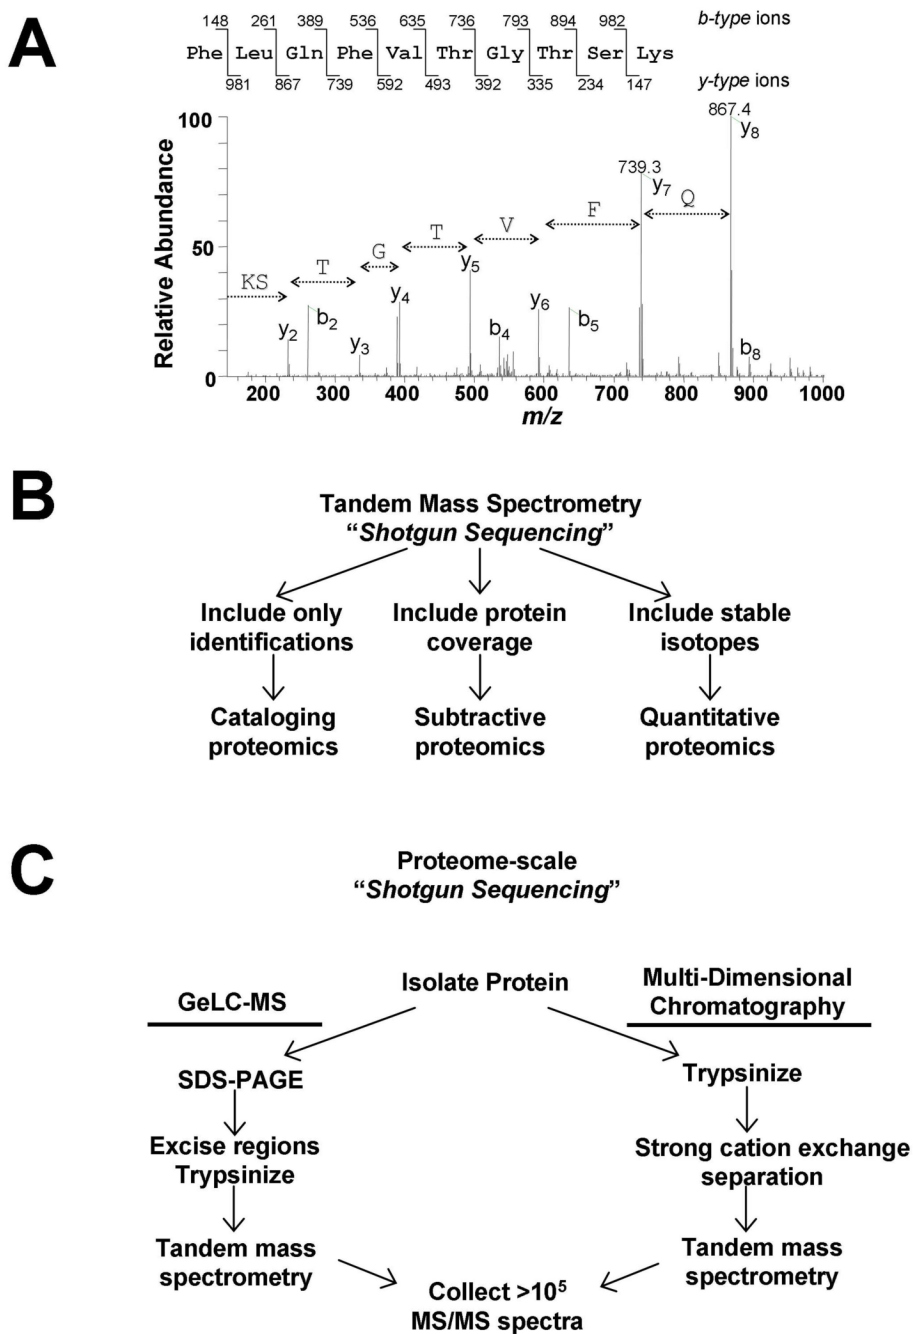 A
148 261 389 536 635 736 793 894 982 b-type ions
Phe Leu Gln Phe Val Thr Gly Thr Ser Lys
981 867 739 592 493 392 335 234 147 y-type ions
867.4
y8
739.3
y7
Q
F
V
T
G
T
KS
y5
y4
y6
b5
b2
b4
y2
y3
b8
100
50
0
Relative Abundance
200 300 400 500 600 700 800 900 1000
m/z
B
Tandem Mass Spectrometry
“Shotgun Sequencing”
Include only
identifications
Include protein
coverage
Include stable
isotopes
Cataloging
proteomics
Subtractive
proteomics
Quantitative
proteomics
C
Proteome-scale
“Shotgun Sequencing”
Isolate Protein
GeLC-MS
Multi-Dimensional
Chromatography
SDS-PAGE
Excise regions
Trypsinize
Tandem mass
spectrometry
Trypsinize
Strong cation exchange
separation
Tandem mass
spectrometry
Collect >10⁵
MS/MS spectra